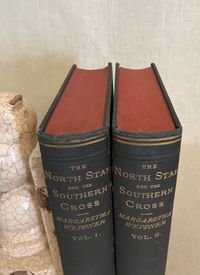 THE
NORTH STAR
AND THE
SOUTHERN
CROSS
MARGARETHA
WEPPNER
VOL. I.
THE
NORTH STAR
AND THE
SOUTHERN
CROSS
MARGARETHA
WEPPNER
VOL. II.